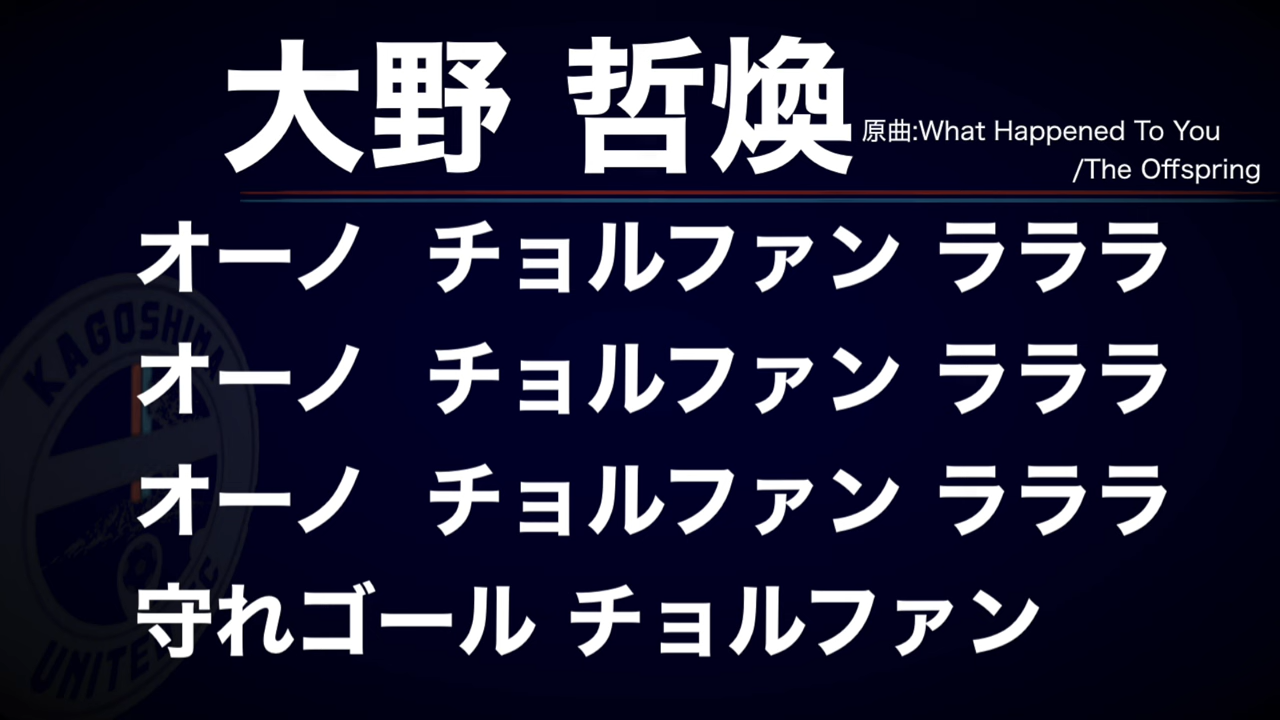 大野 哲煥
原曲:What Happened To You
/The Offspring
オーノ チョルファン ラララ
オーノ チョルファン ラララ
オーノ チョルファン ラララ
守れゴール チョルファン
KAGOSHIMA
UNITED FC